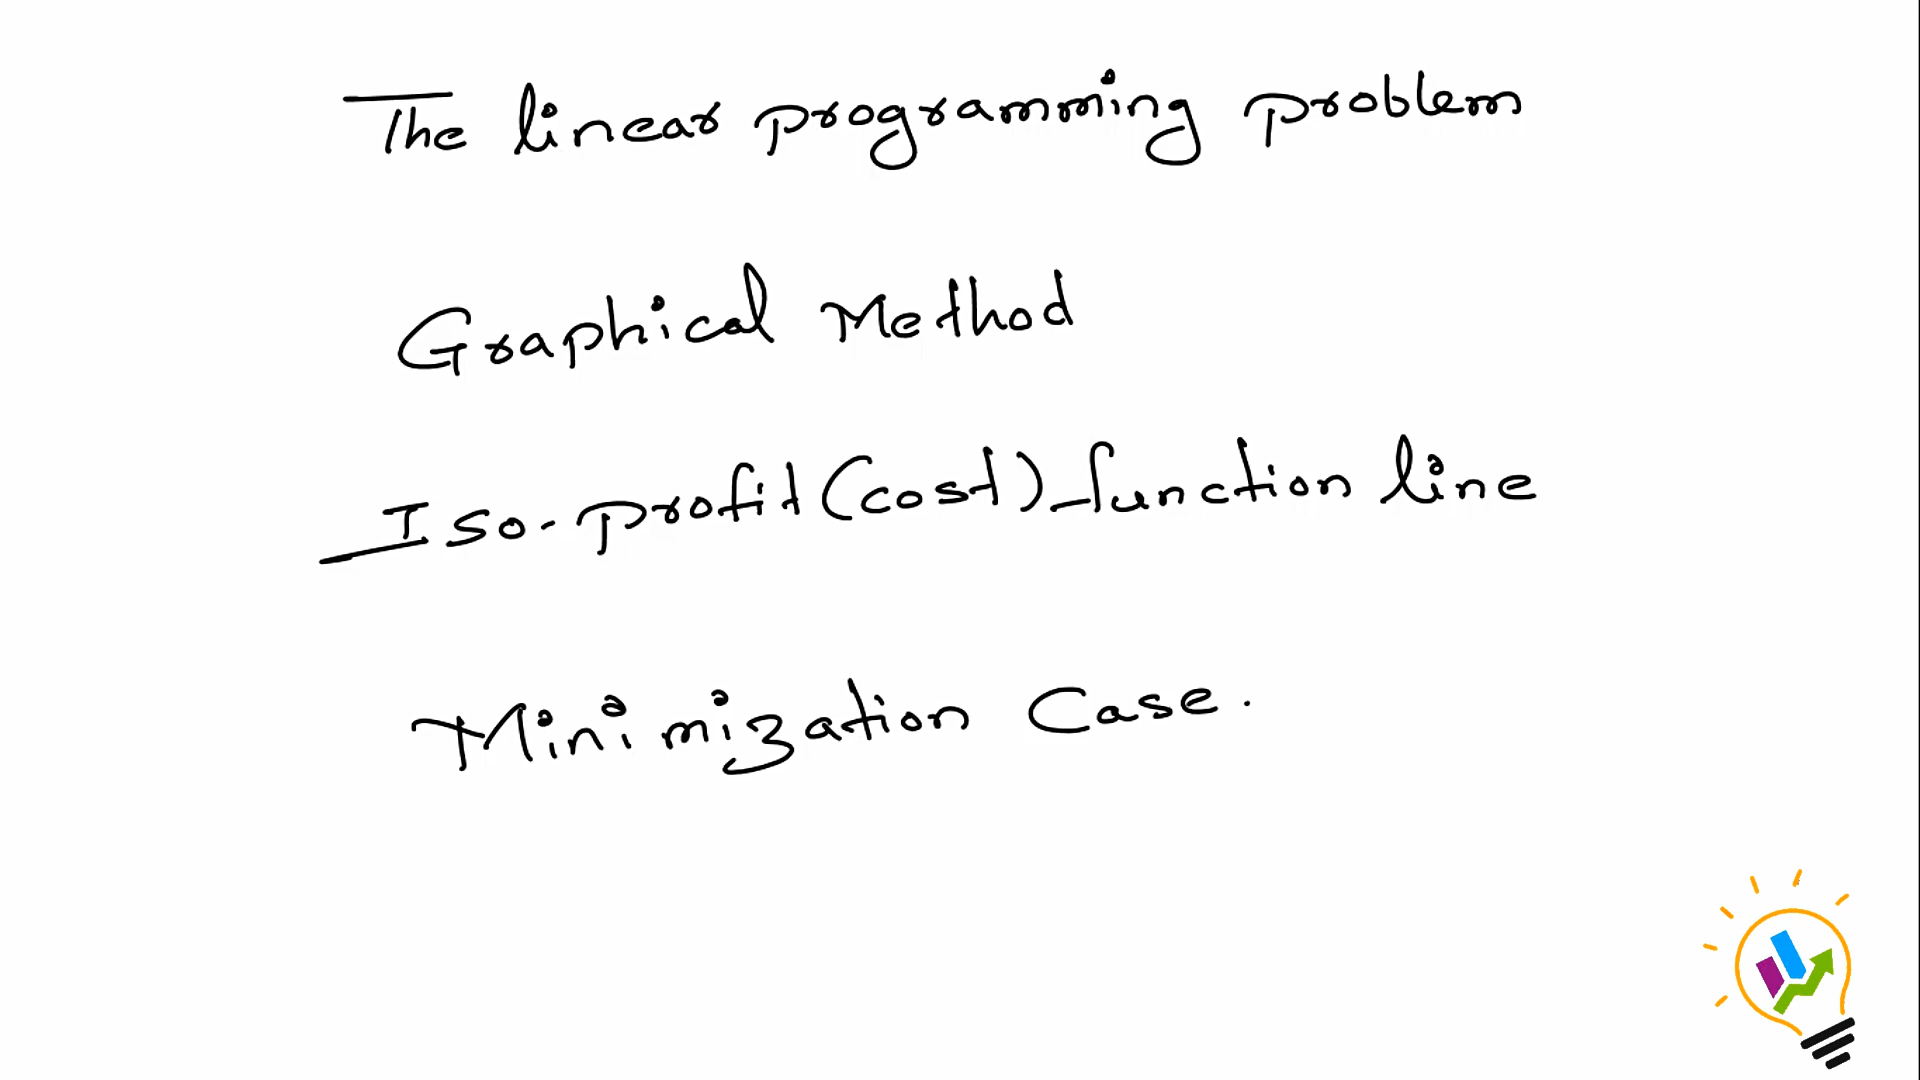 The linear programming problem
Graphical Method
Iso-profit (cost) function line
Minimization Case.